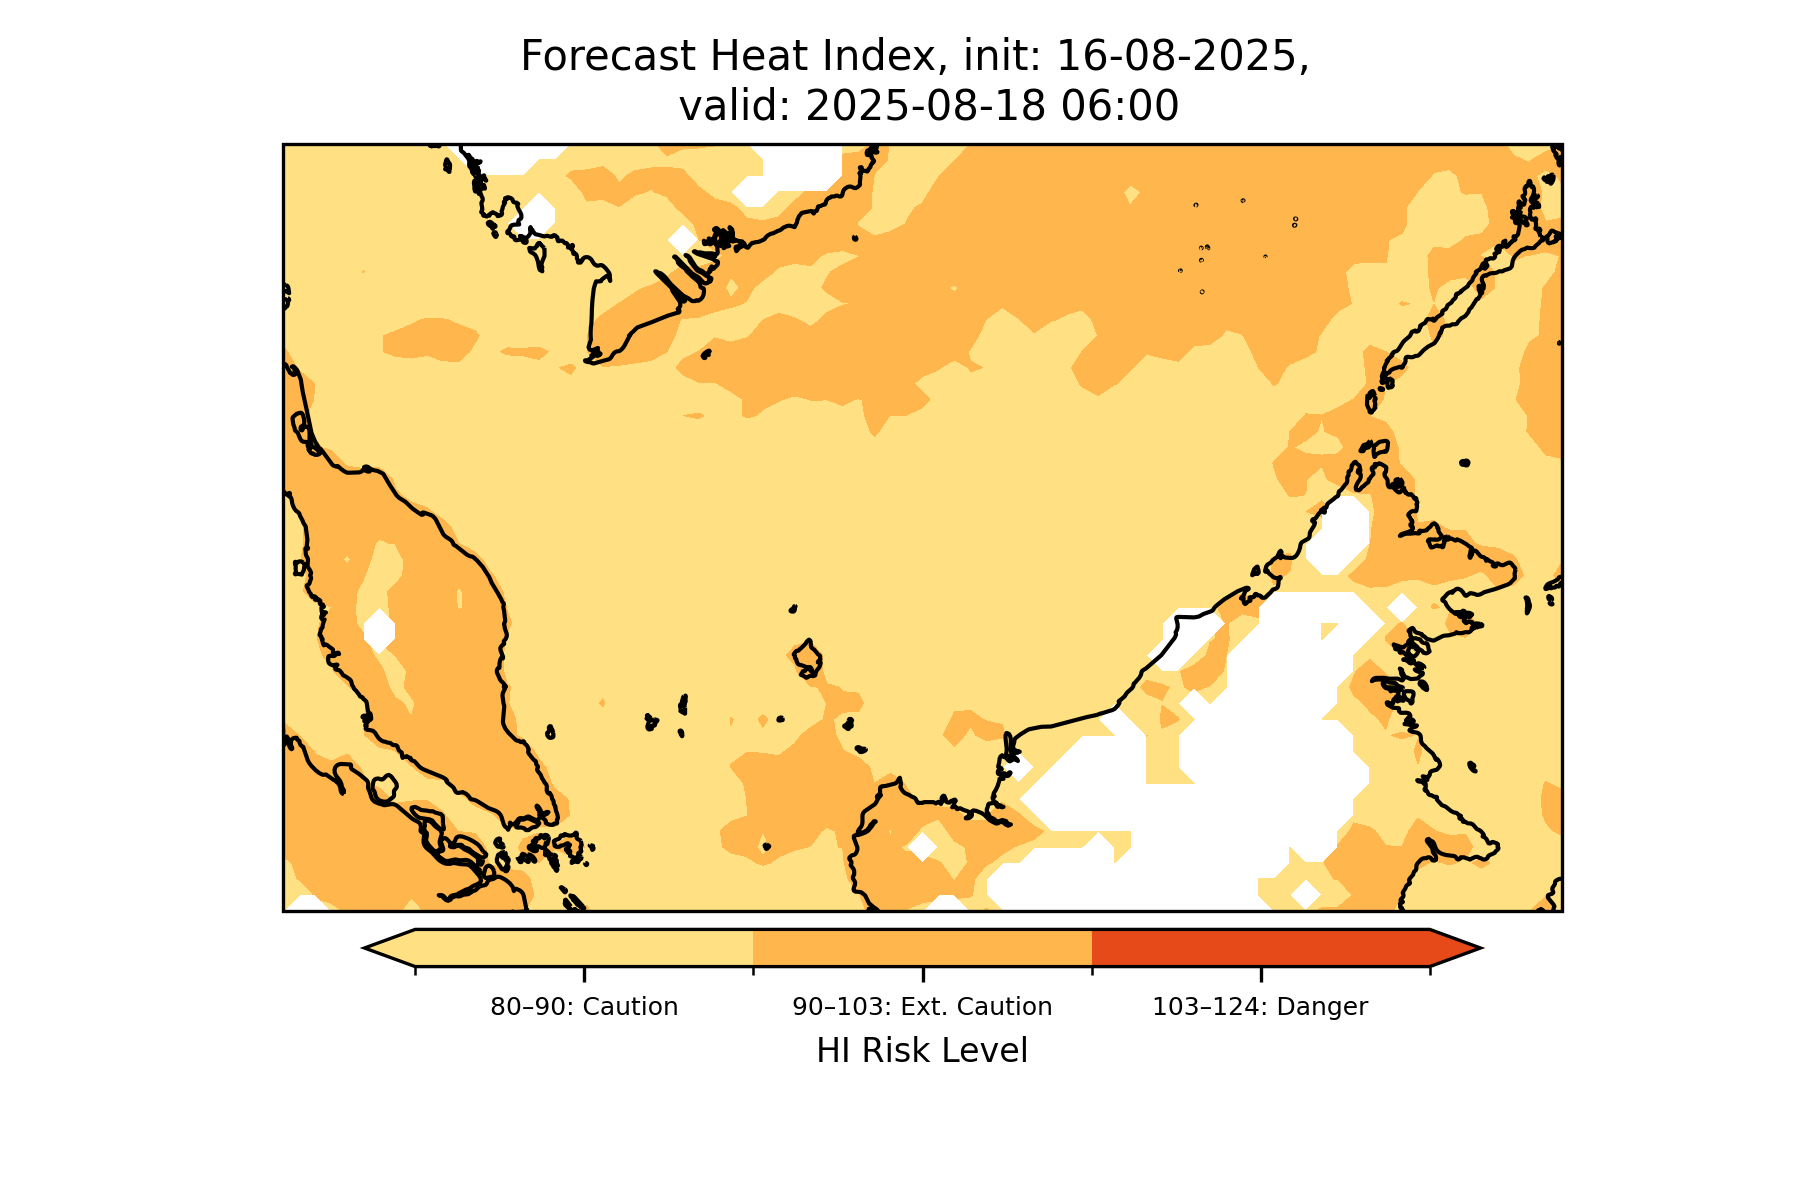 Forecast Heat Index, init: 16-08-2025,
valid: 2025-08-18 06:00
80–90: Caution
90–103: Ext. Caution
103–124: Danger
HI Risk Level